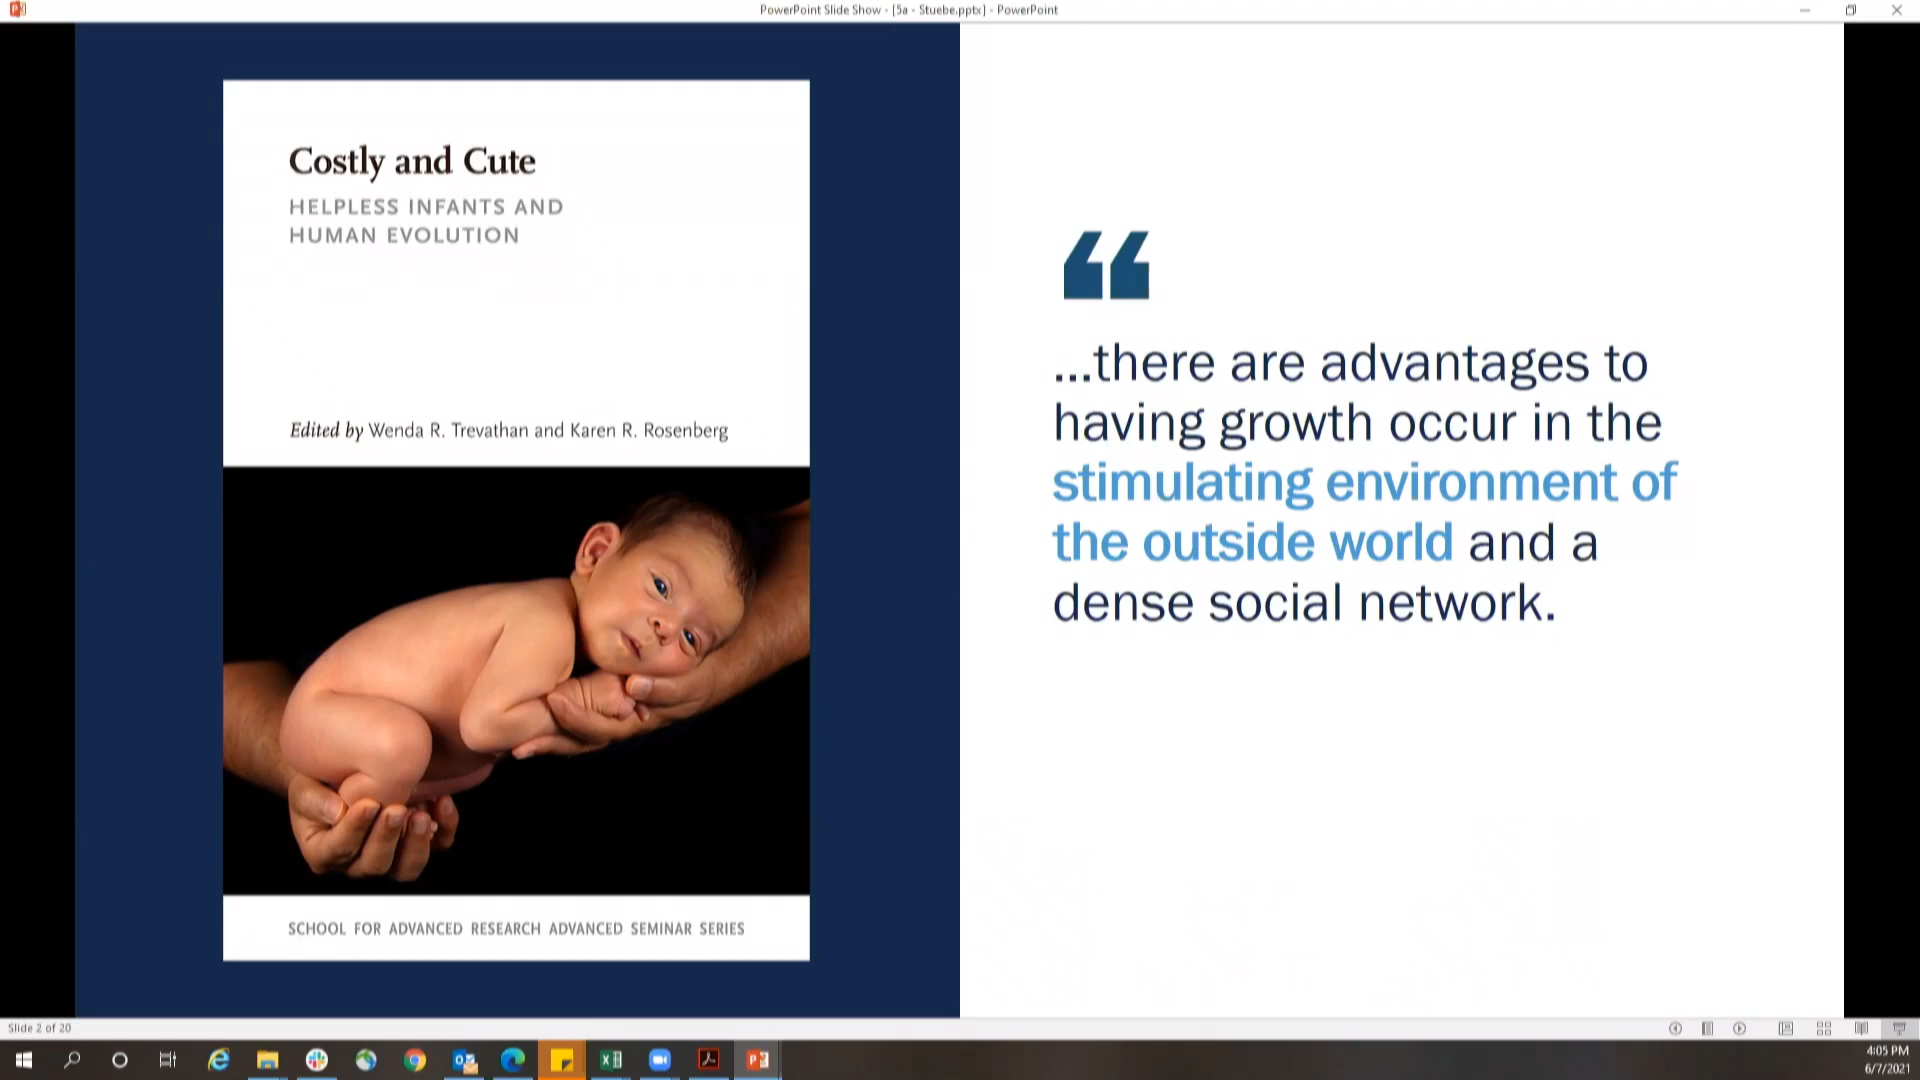 PowerPoint Slide Show - [5a - Stuebe.pptx] - PowerPoint
Costly and Cute
HELPLESS INFANTS AND
HUMAN EVOLUTION
Edited by Wenda R. Trevathan and Karen R. Rosenberg
SCHOOL FOR ADVANCED RESEARCH ADVANCED SEMINAR SERIES
“
...there are advantages to
having growth occur in the
stimulating environment of
the outside world and a
dense social network.
Slide 2 of 20
4:05 PM
6/7/2021